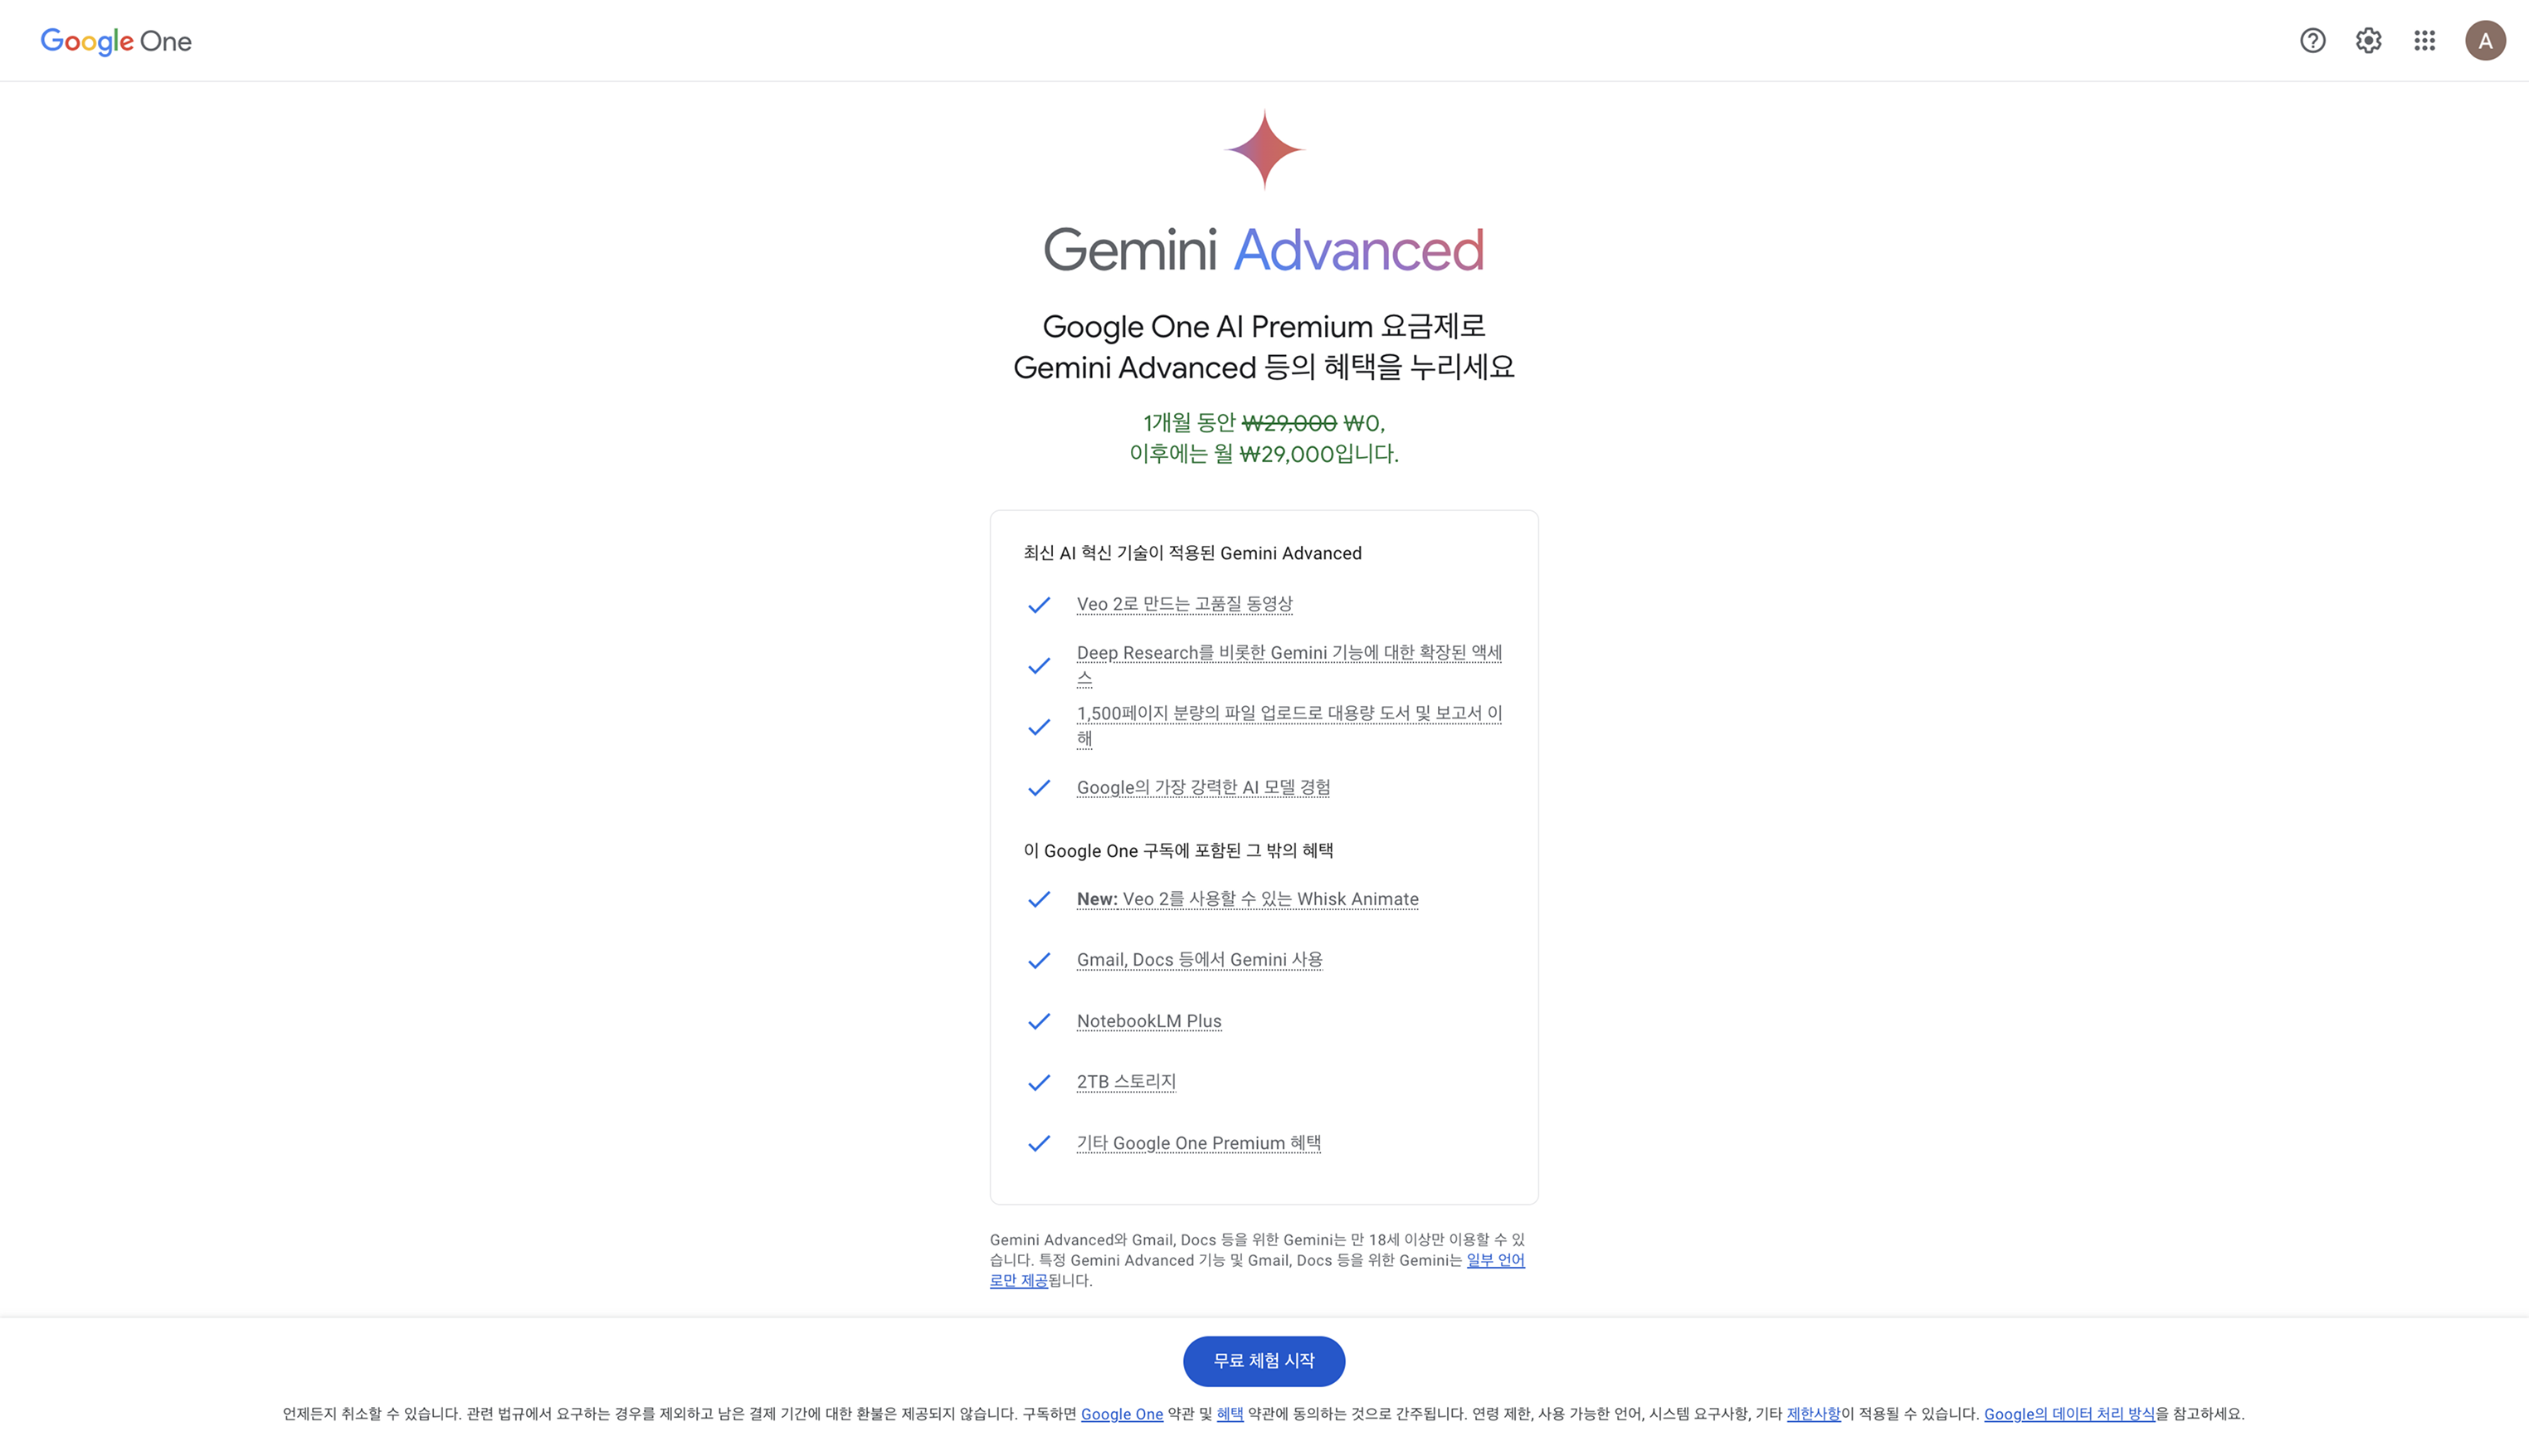 Google One
A
Gemini Advanced
Google One AI Premium 요금제로
Gemini Advanced 등의 혜택을 누리세요
1개월 동안 ₩29,000 ₩0,
이후에는 월 ₩29,000입니다.
최신 AI 혁신 기술이 적용된 Gemini Advanced
Veo 2로 만드는 고품질 동영상
Deep Research를 비롯한 Gemini 기능에 대한 확장된 액세
스
1,500페이지 분량의 파일 업로드로 대용량 도서 및 보고서 이
해
Google의 가장 강력한 AI 모델 경험
이 Google One 구독에 포함된 그 밖의 혜택
New: Veo 2를 사용할 수 있는 Whisk Animate
Gmail, Docs 등에서 Gemini 사용
NotebookLM Plus
2TB 스토리지
기타 Google One Premium 혜택
Gemini Advanced와 Gmail, Docs 등을 위한 Gemini는 만 18세 이상만 이용할 수 있
습니다. 특정 Gemini Advanced 기능 및 Gmail, Docs 등을 위한 Gemini는 일부 언어
로만 제공됩니다.
무료 체험 시작
언제든지 취소할 수 있습니다. 관련 법규에서 요구하는 경우를 제외하고 남은 결제 기간에 대한 환불은 제공되지 않습니다. 구독하면 Google One 약관 및 혜택 약관에 동의하는 것으로 간주됩니다. 연령 제한, 사용 가능한 언어, 시스템 요구사항, 기타 제한사항이 적용될 수 있습니다. Google의 데이터 처리 방식을 참고하세요.